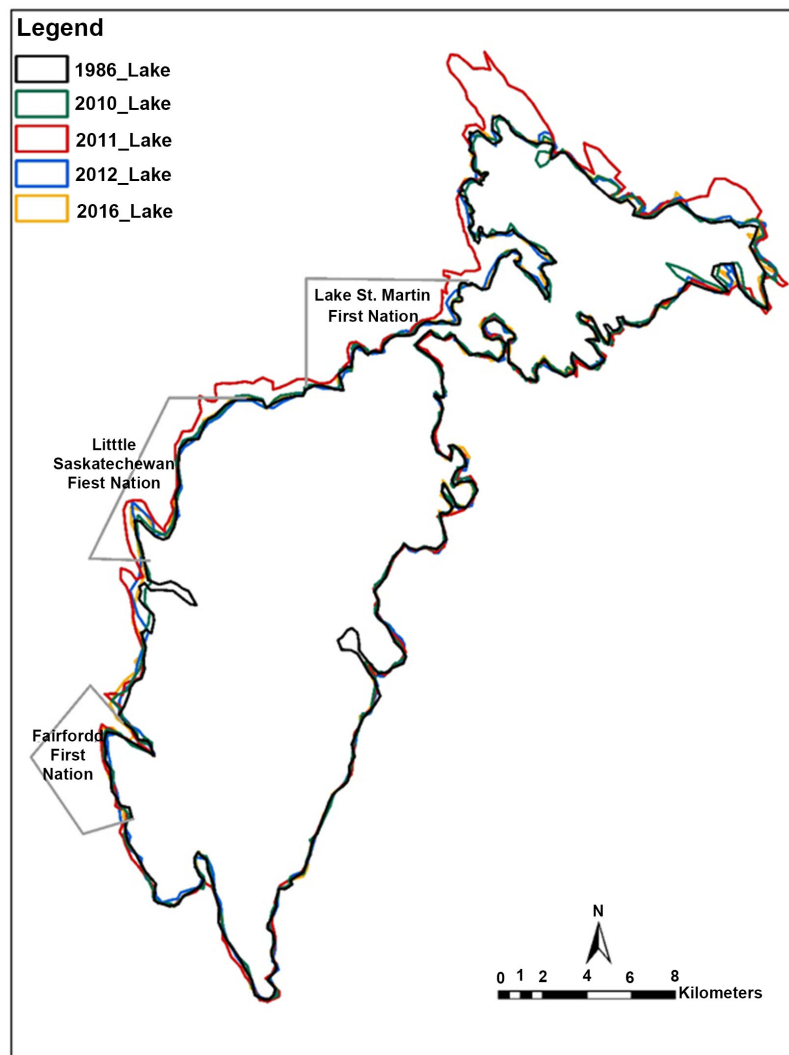 Legend
1986_Lake
2010_Lake
2011_Lake
2012_Lake
2016_Lake
Lake St. Martin
First Nation
Litttle
Saskatechewan
Fiest Nation
Fairfordd
First
Nation
N
0 1 2 4 6 8
Kilometers